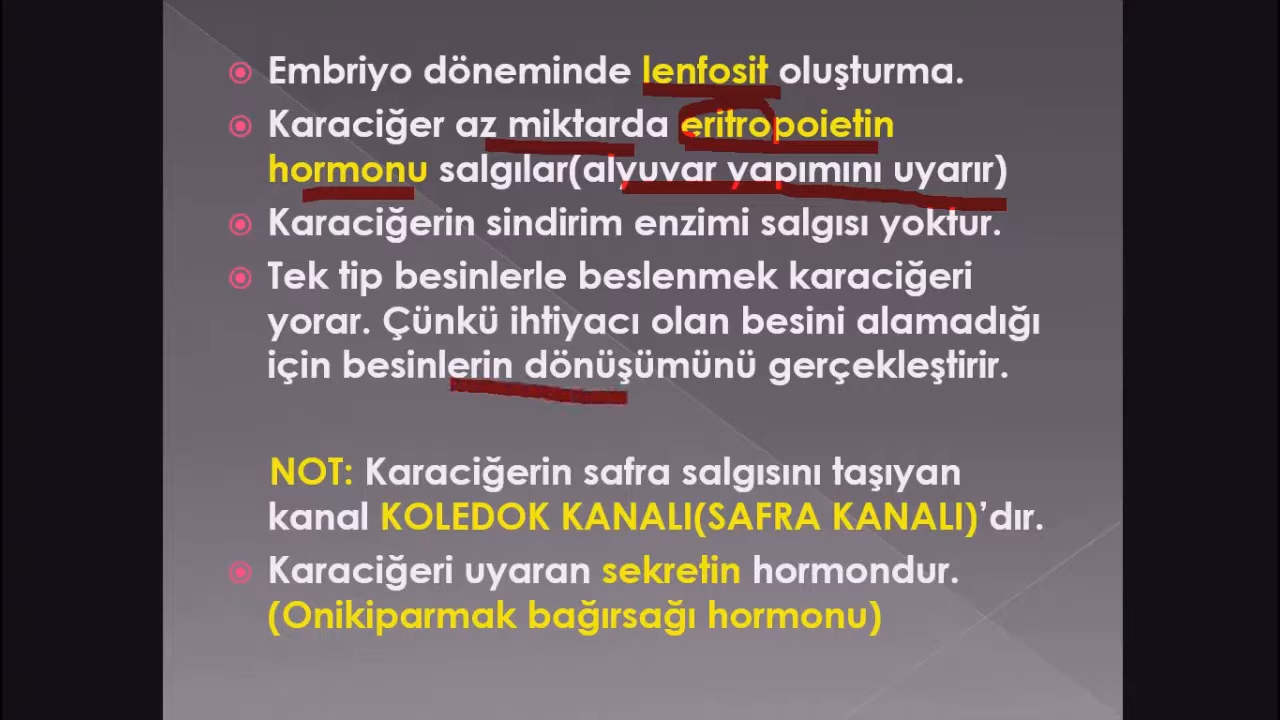 Embriyo döneminde lenfosit oluşturma.
Karaciğer az miktarda eritropoietin
hormonu salgılar(alyuvar yapımını uyarır)
Karaciğerin sindirim enzimi salgısı yoktur.
Tek tip besinlerle beslenmek karaciğeri
yorar. Çünkü ihtiyacı olan besini alamadığı
için besinlerin dönüşümünü gerçekleştirir.
NOT: Karaciğerin safra salgısını taşıyan
kanal KOLEDOK KANALI(SAFRA KANALI)’dır.
Karaciğeri uyaran sekretin hormondur.
(Onikiparmak bağırsağı hormonu)